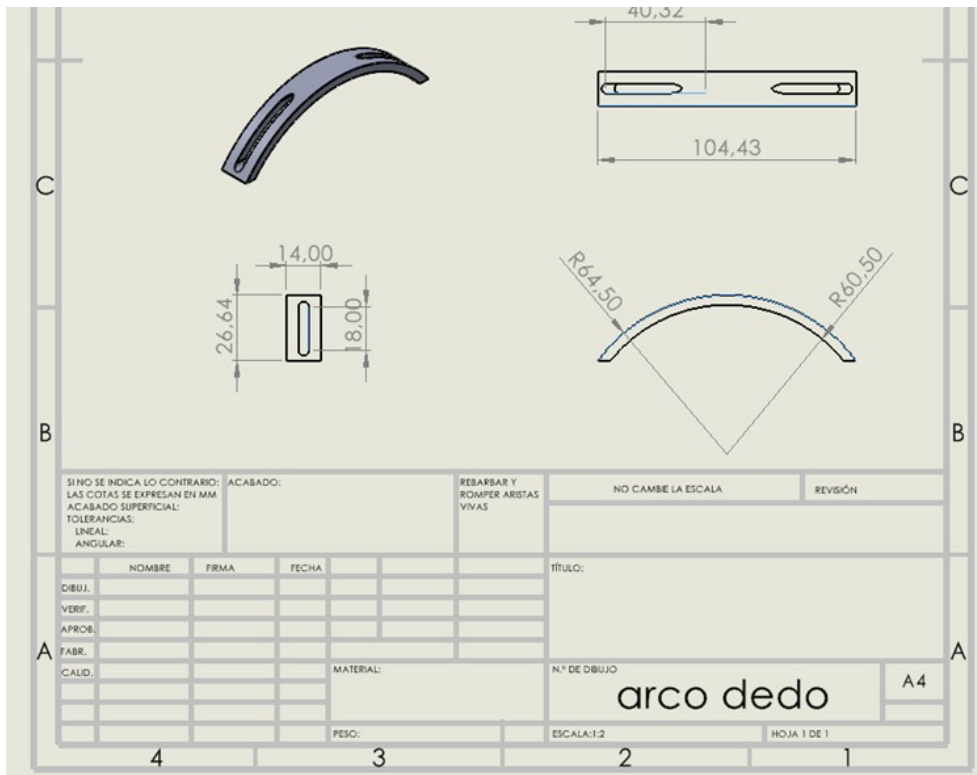 40,32
104,43
C
C
14,00
26,64
18,00
R64,50
R60,50
B
B
SI NO SE INDICA LO CONTRARIO:
LAS COTAS SE EXPRESAN EN MM
ACABADO SUPERFICIAL:
TOLERANCIAS:
LINEAL:
ANGULAR:
ACABADO:
REBARBAR Y
ROMPER ARISTAS
VIVAS
NO CAMBIE LA ESCALA
REVISIÓN
NOMBRE
FIRMA
FECHA
TÍTULO:
DIBUJ.
VERIF.
APROB.
FABR.
CALID.
A
A
MATERIAL:
N.º DE DIBUJO
arco dedo
A4
PESO:
ESCALA:1:2
HOJA 1 DE 1
4
3
2
1